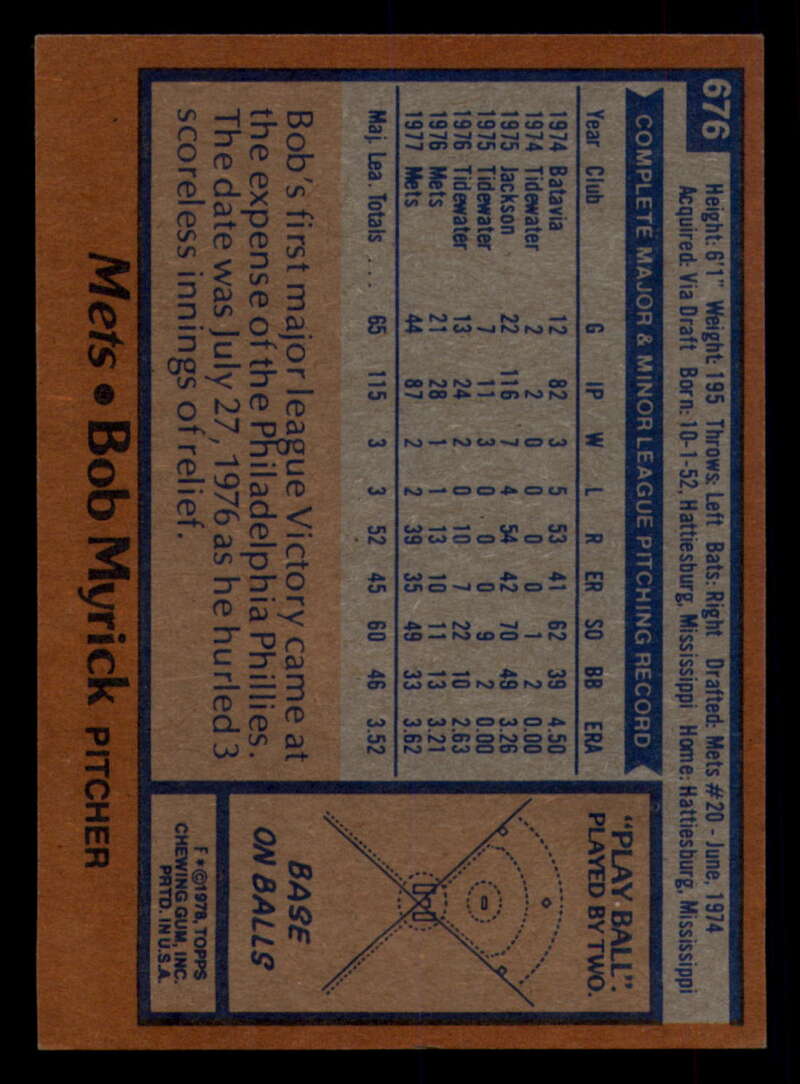 676
Height: 6'1" Weight: 195 Throws: Left Bats: Right Drafted: Mets #20 - June, 1974
Acquired: Via Draft Born: 10-1-52, Hattiesburg, Mississippi Home: Hattiesburg, Mississippi
COMPLETE MAJOR & MINOR LEAGUE PITCHING RECORD
Year Club G IP W L R ER SO BB ERA
1974 Batavia 12 82 3 5 53 41 62 39 4.50
1974 Tidewater 2 2 0 0 0 0 1 2 0.00
1975 Jackson 22 116 7 4 54 42 70 49 3.26
1975 Tidewater 7 11 3 0 0 0 9 2 0.00
1976 Tidewater 13 24 2 0 10 7 22 10 2.63
1976 Mets 21 28 1 1 13 10 11 13 3.21
1977 Mets 44 87 2 2 39 35 49 33 3.62
Maj. Lea. Totals .... 65 115 3 3 52 45 60 46 3.52
Bob's first major league Victory came at
the expense of the Philadelphia Phillies.
The date was July 27, 1976 as he hurled 3
scoreless innings of relief.
"PLAY BALL".
PLAYED BY TWO.
BASE
ON BALLS
F*©1978, TOPPS
CHEWING GUM, INC.
PRTD. IN U.S.A.
Mets • Bob Myrick PITCHER